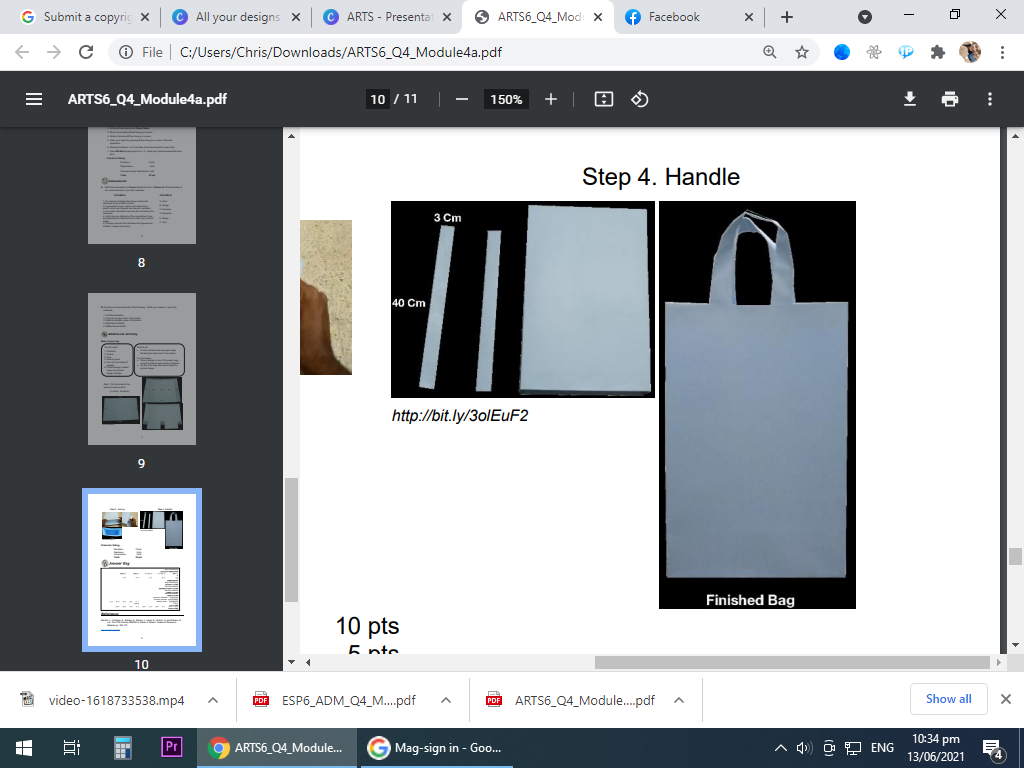 Submit a copyrig
All your designs
ARTS - Presentat
ARTS6_Q4_Modu
Facebook
File
C:/Users/Chris/Downloads/ARTS6_Q4_Module4a.pdf
ARTS6_Q4_Module4a.pdf
10 / 11
150%
8
9
10
Step 4. Handle
3 Cm
40 Cm
http://bit.ly/3olEuF2
Finished Bag
10 pts
5 pts
video-1618733538.mp4
ESP6_ADM_Q4_M....pdf
ARTS6_Q4_Module....pdf
Show all
ARTS6_Q4_Module...
Mag-sign in - Goo...
ENG
10:34 pm
13/06/2021
4